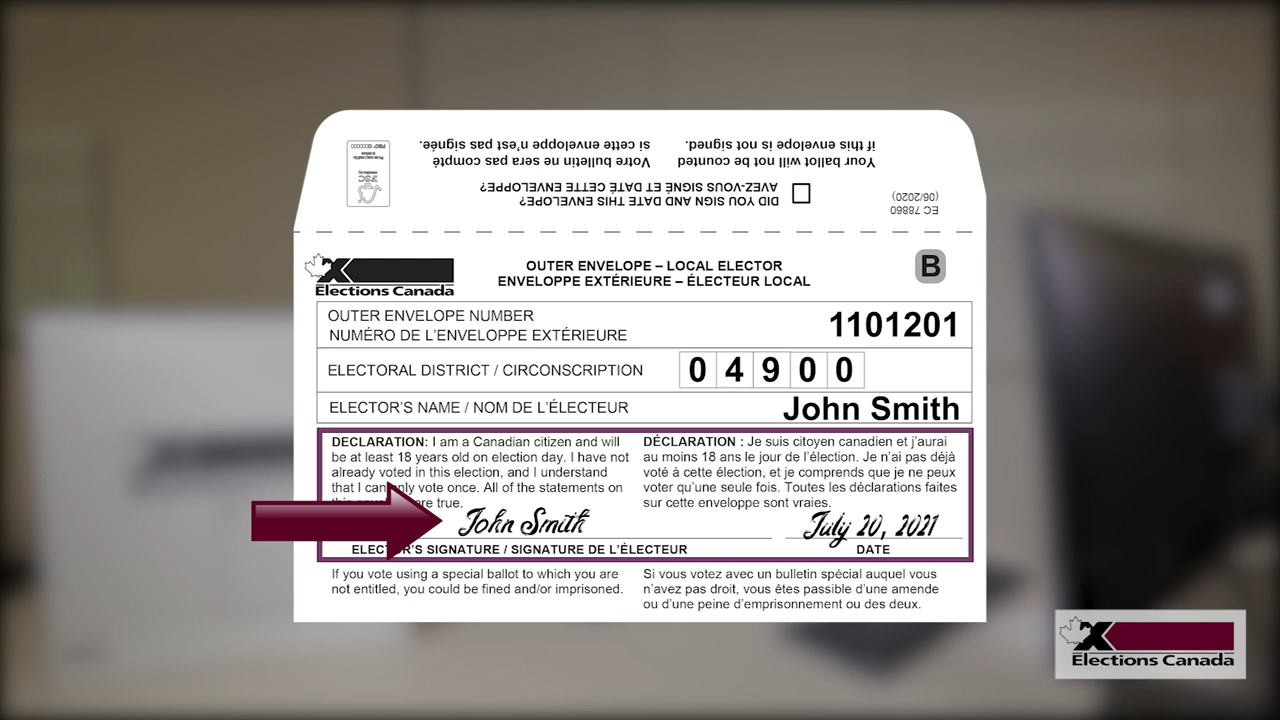 Your ballot will not be counted
if this envelope is not signed.
Votre bulletin ne sera pas compté
si cette enveloppe n'est pas signée.
DID YOU SIGN AND DATE THIS ENVELOPE?
AVEZ-VOUS SIGNÉ ET DATÉ CETTE ENVELOPPE?
EC 78860
(06/2020)
Elections Canada
OUTER ENVELOPE – LOCAL ELECTOR
ENVELOPPE EXTÉRIEURE – ÉLECTEUR LOCAL
B
OUTER ENVELOPE NUMBER
NUMÉRO DE L'ENVELOPPE EXTÉRIEURE
1101201
ELECTORAL DISTRICT / CIRCONSCRIPTION
0 4 9 0 0
ELECTOR'S NAME / NOM DE L'ÉLECTEUR
John Smith
DECLARATION: I am a Canadian citizen and will
be at least 18 years old on election day. I have not
already voted in this election, and I understand
that I can only vote once. All of the statements on
are true.
DÉCLARATION : Je suis citoyen canadien et j'aurai
au moins 18 ans le jour de l'élection. Je n'ai pas déjà
voté à cette élection, et je comprends que je ne peux
voter qu'une seule fois. Toutes les déclarations faites
sur cette enveloppe sont vraies.
John Smith
July 20, 2021
ELECTOR'S SIGNATURE / SIGNATURE DE L'ÉLECTEUR
DATE
If you vote using a special ballot to which you are
not entitled, you could be fined and/or imprisoned.
Si vous votez avec un bulletin spécial auquel vous
n'avez pas droit, vous êtes passible d'une amende
ou d'une peine d'emprisonnement ou des deux.
Elections Canada